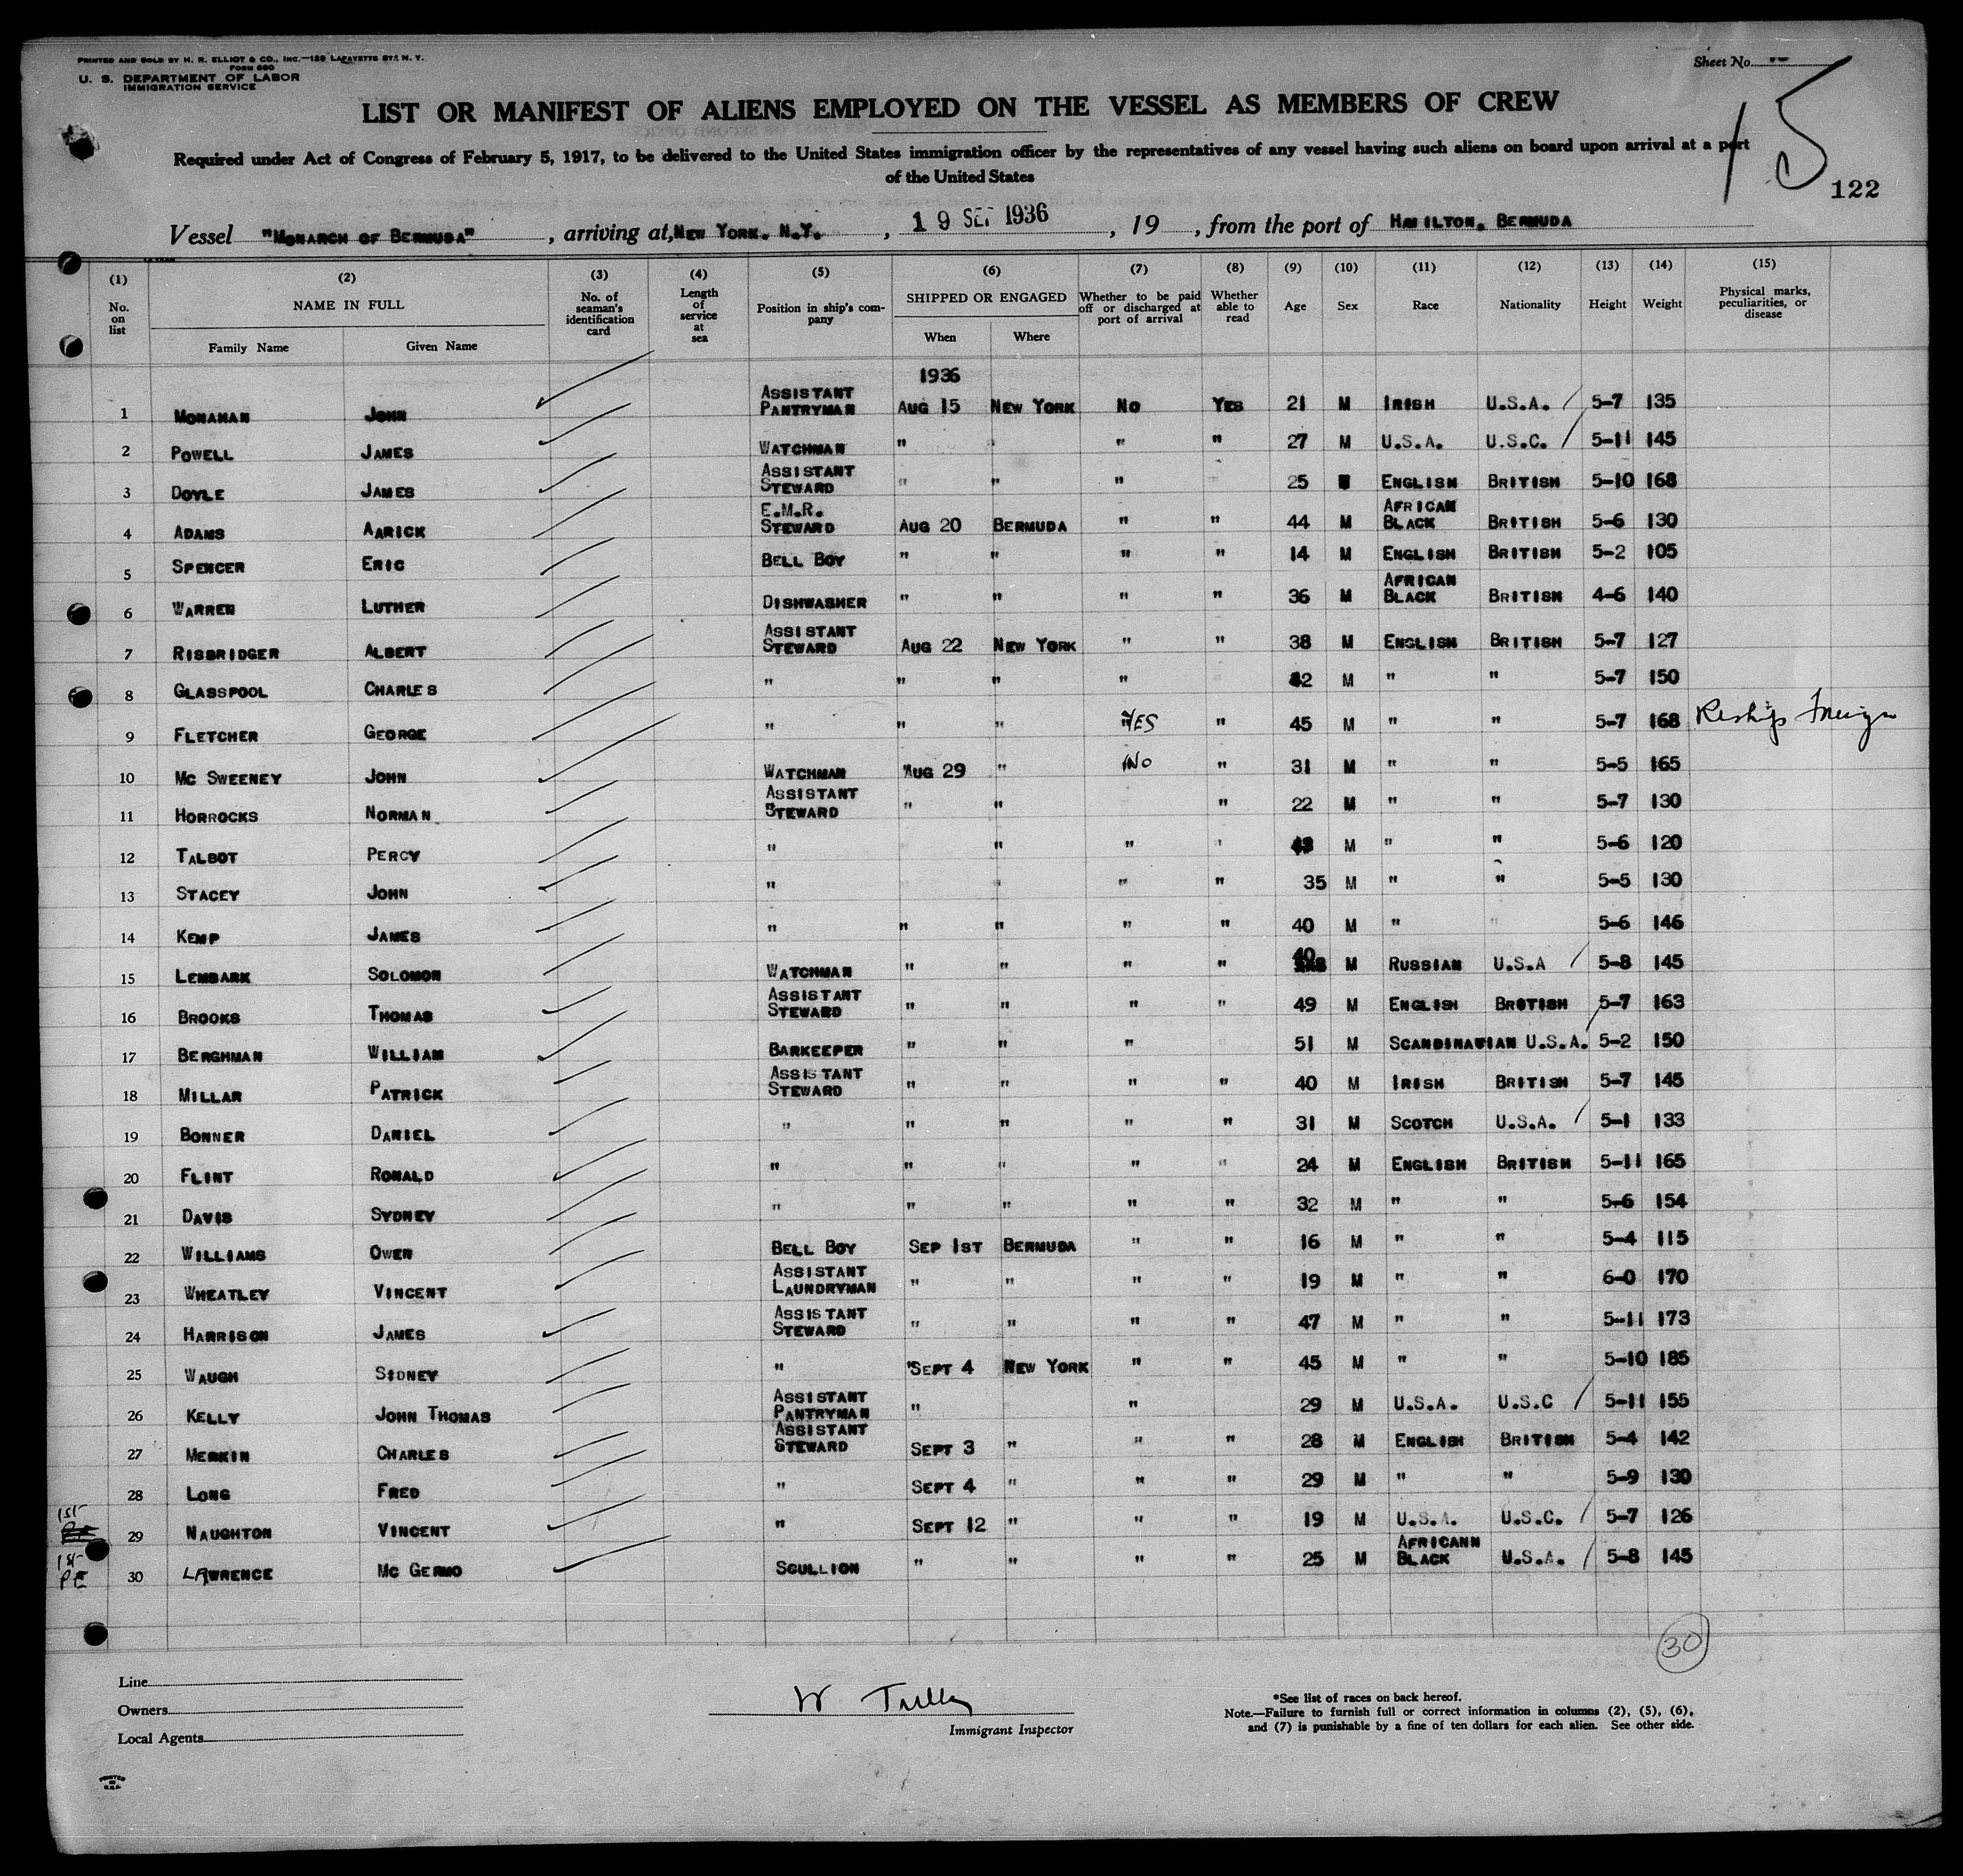 PRINTED AND SOLD BY H. R. ELLIOT & CO., INC.—129 LAFAYETTE ST., N. Y.
FORM 680
U. S. DEPARTMENT OF LABOR
IMMIGRATION SERVICE
Sheet No.
15
LIST OR MANIFEST OF ALIENS EMPLOYED ON THE VESSEL AS MEMBERS OF CREW
Required under Act of Congress of February 5, 1917, to be delivered to the United States immigration officer by the representatives of any vessel having such aliens on board upon arrival at a port
of the United States
122
Vessel "MONARCH OF BERMUDA" , arriving at, NEW YORK. N.Y. , 19 SEP 1936 , 19 , from the port of HAMILTON, BERMUDA
(1) No. on list (2) NAME IN FULL Family Name Given Name (3) No. of seaman's identification card (4) Length of service at sea (5) Position in ship's company (6) SHIPPED OR ENGAGED When Where (7) Whether to be paid off or discharged at port of arrival (8) Whether able to read (9) Age (10) Sex (11) Race (12) Nationality (13) Height (14) Weight (15) Physical marks, peculiarities, or disease
1936
1 MONAHAN JOHN ASSISTANT PANTRYMAN AUG 15 NEW YORK NO YES 21 M IRISH U.S.A. / 5-7 135
2 POWELL JAMES WATCHMAN " " " " 27 M U.S.A. U.S.C. / 5-11 145
3 DOYLE JAMES ASSISTANT STEWARD " " " 25 ENGLISH BRITISH 5-10 168
4 ADAMS AARICK E.M.R. STEWARD AUG 20 BERMUDA " " 44 M AFRICAN BLACK BRITISH 5-6 130
5 SPENCER ERIC BELL BOY " " " " 14 M ENGLISH BRITISH 5-2 105
6 WARREN LUTHER DISHWASHER " " " " 36 M AFRICAN BLACK BRITISH 4-6 140
7 RISBRIDGER ALBERT ASSISTANT STEWARD AUG 22 NEW YORK " " 38 M ENGLISH BRITISH 5-7 127
8 GLASSPOOL CHARLES " " " " M " " 5-7 150
9 FLETCHER GEORGE " " " YES " 45 M " " 5-7 168 Reships Foreign
10 MC SWEENEY JOHN WATCHMAN "AUG 29 " NO " 31 M " " 5-5 165
11 HORROCKS NORMAN ASSISTANT "STEWARD " " " 22 M " " 5-7 130
12 TALBOT PERCY " " " " M " " 5-6 120
13 STACEY JOHN " " " " 35 M " " 5-5 130
14 KEMP JAMES " " " " " 40 M " " 5-6 146
15 LEMBARK SOLOMON WATCHMAN " " " " 40 M RUSSIAN U.S.A / 5-8 145
16 BROOKS THOMAS ASSISTANT STEWARD " " " " 49 M ENGLISH BROTISH 5-7 163
17 BERGHMAN WILLIAM BARKEEPER " " " 51 M SCANDINAVIAN U.S.A. / 5-2 150
18 MILLAR PATRICK ASSISTANT STEWARD " " " " 40 M IRISH BRITISH 5-7 145
19 BONNER DANIEL " " " " " 31 M SCOTCH U.S.A. / 5-1 133
20 FLINT RONALD " " " " " 24 M ENGLISH BRITISH 5-11 165
21 DAVIS SYDNEY " " " " " 32 M " " 5-6 154
22 WILLIAMS OWEN BELL BOY SEP 1ST BERMUDA " " 16 M " " 5-4 115
23 WHEATLEY VINCENT ASSISTANT LAUNDRYMAN " " " " 19 M " " 6-0 170
24 HARRISON JAMES ASSISTANT STEWARD " " " " 47 M " " 5-11 173
25 WAUGH SIDNEY " "SEPT 4 NEW YORK " " 45 M " " 5-10 185
26 KELLY JOHN THOMAS ASSISTANT PANTRYMAN " " 29 M U.S.A. U.S.C / 5-11 155
27 MERKIN CHARLES ASSISTANT STEWARD SEPT 3 " " " 28 M ENGLISH BRITISH 5-4 142
28 LONG FRED " SEPT 4 " " " 29 M " " 5-9 130
1st 29 NAUGHTON VINCENT " SEPT 12 " " " 19 M U.S.A. U.S.C. / 5-7 126
1st PE 30 LAWRENCE MC GERMO SCULLION " " " " 25 M AFRICANN BLACK U.S.A. / 5-8 145
30
Line
Owners
Local Agents
W Tully
Immigrant Inspector
*See list of races on back hereof.
Note.—Failure to furnish full or correct information in columns (2), (5), (6),
and (7) is punishable by a fine of ten dollars for each alien. See other side.
PRINTED IN U.S.A.